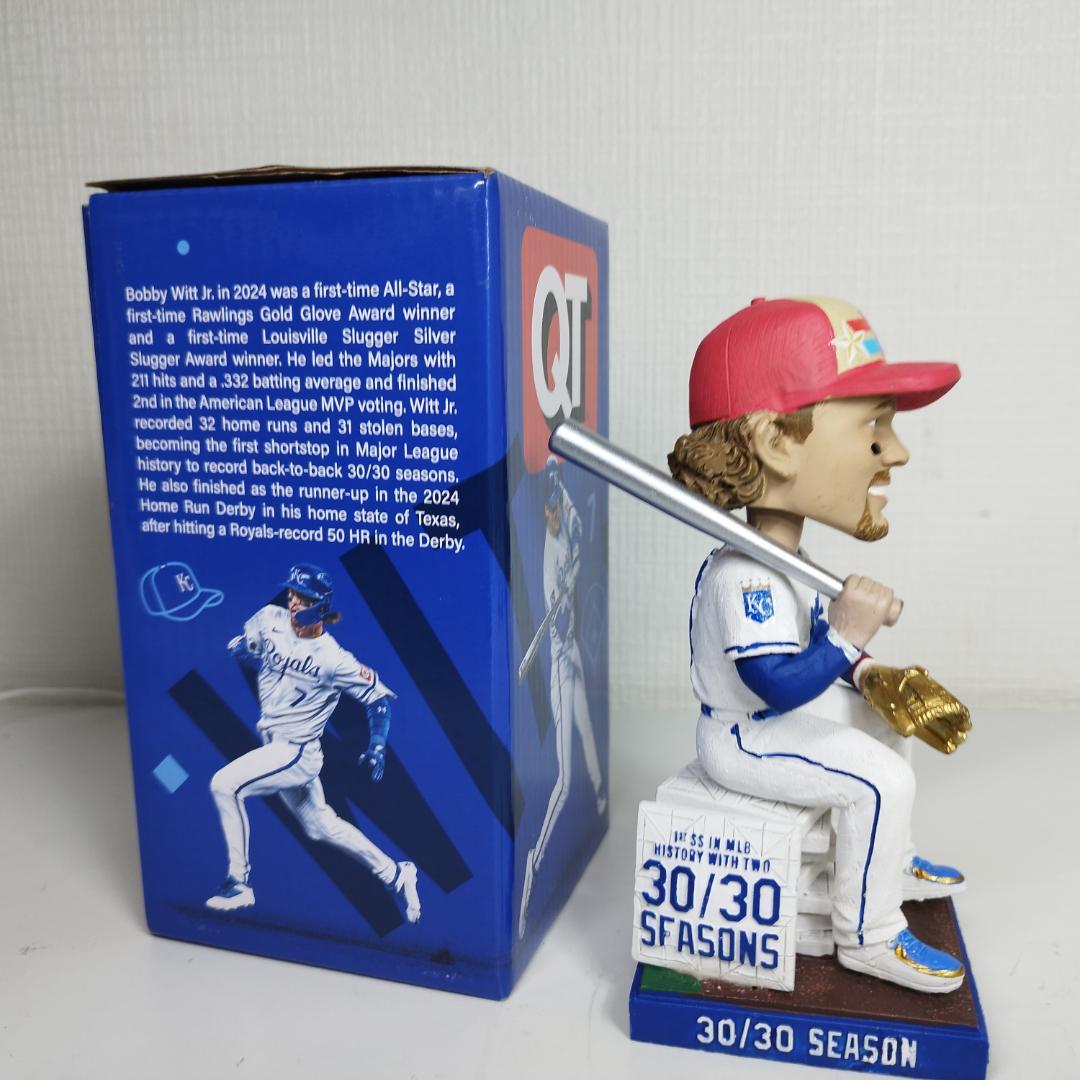 Bobby Witt Jr. in 2024 was a first-time All-Star, a
first-time Rawlings Gold Glove Award winner
and a first-time Louisville Slugger Silver
Slugger Award winner. He led the Majors with
211 hits and a .332 batting average and finished
2nd in the American League MVP voting. Witt Jr.
recorded 32 home runs and 31 stolen bases,
becoming the first shortstop in Major League
history to record back-to-back 30/30 seasons.
He also finished as the runner-up in the 2024
Home Run Derby in his home state of Texas,
after hitting a Royals-record 50 HR in the Derby.
KC
Royals
7
QT
KC
1ST SS IN MLB
HISTORY WITH TWO
30/30
SEASONS
30/30 SEASON